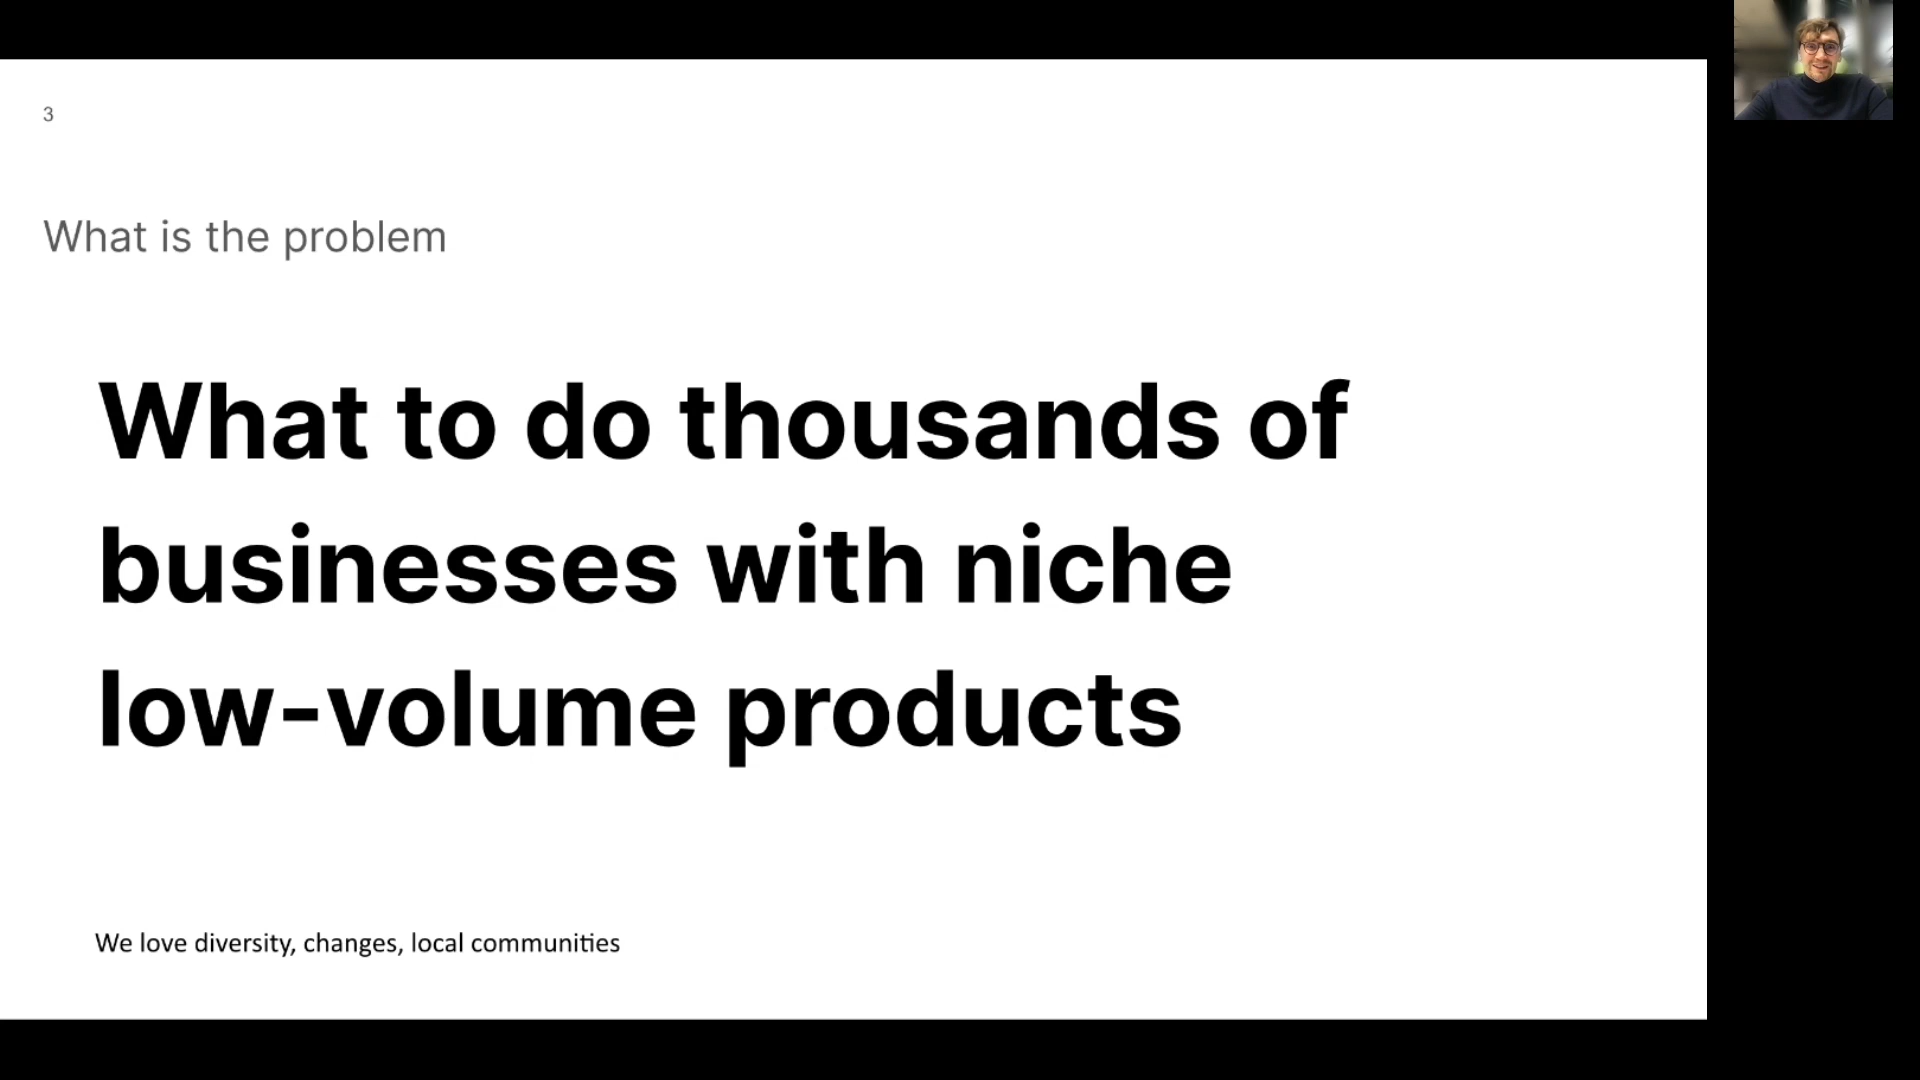 3
What is the problem
What to do thousands of
businesses with niche
low-volume products
We love diversity, changes, local communities